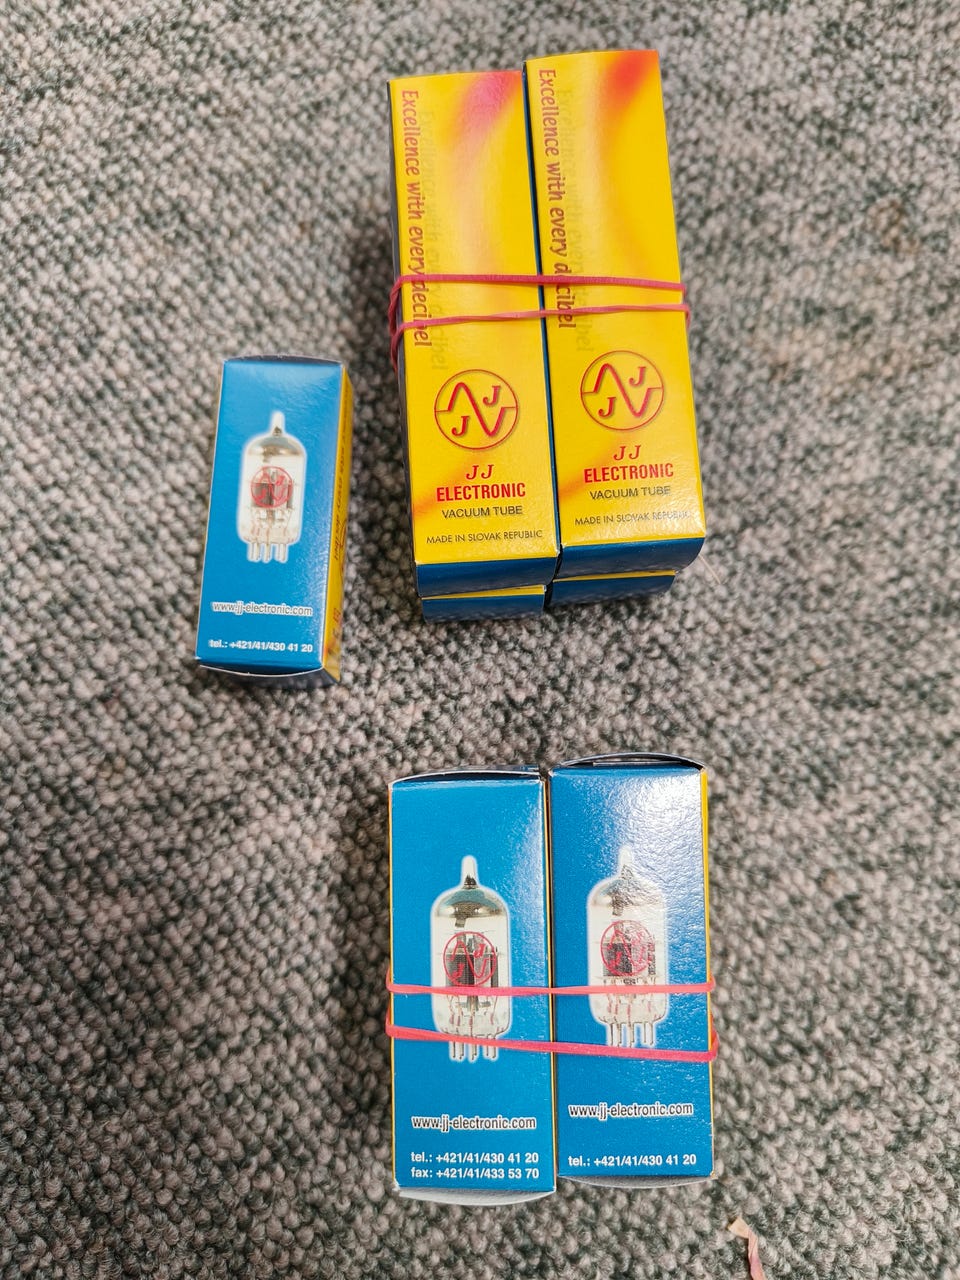 Excellence with every decibel
JJ
JJ
ELECTRONIC
VACUUM TUBE
MADE IN SLOVAK REPUBLIC
Excellence with every decibel
JJ
JJ
ELECTRONIC
VACUUM TUBE
MADE IN SLOVAK REPUBLIC
www.jj-electronic.com
tel.: +421/41/430 41 20
www.jj-electronic.com
tel.: +421/41/430 41 20
fax: +421/41/433 53 70
www.jj-electronic.com
tel.: +421/41/430 41 20